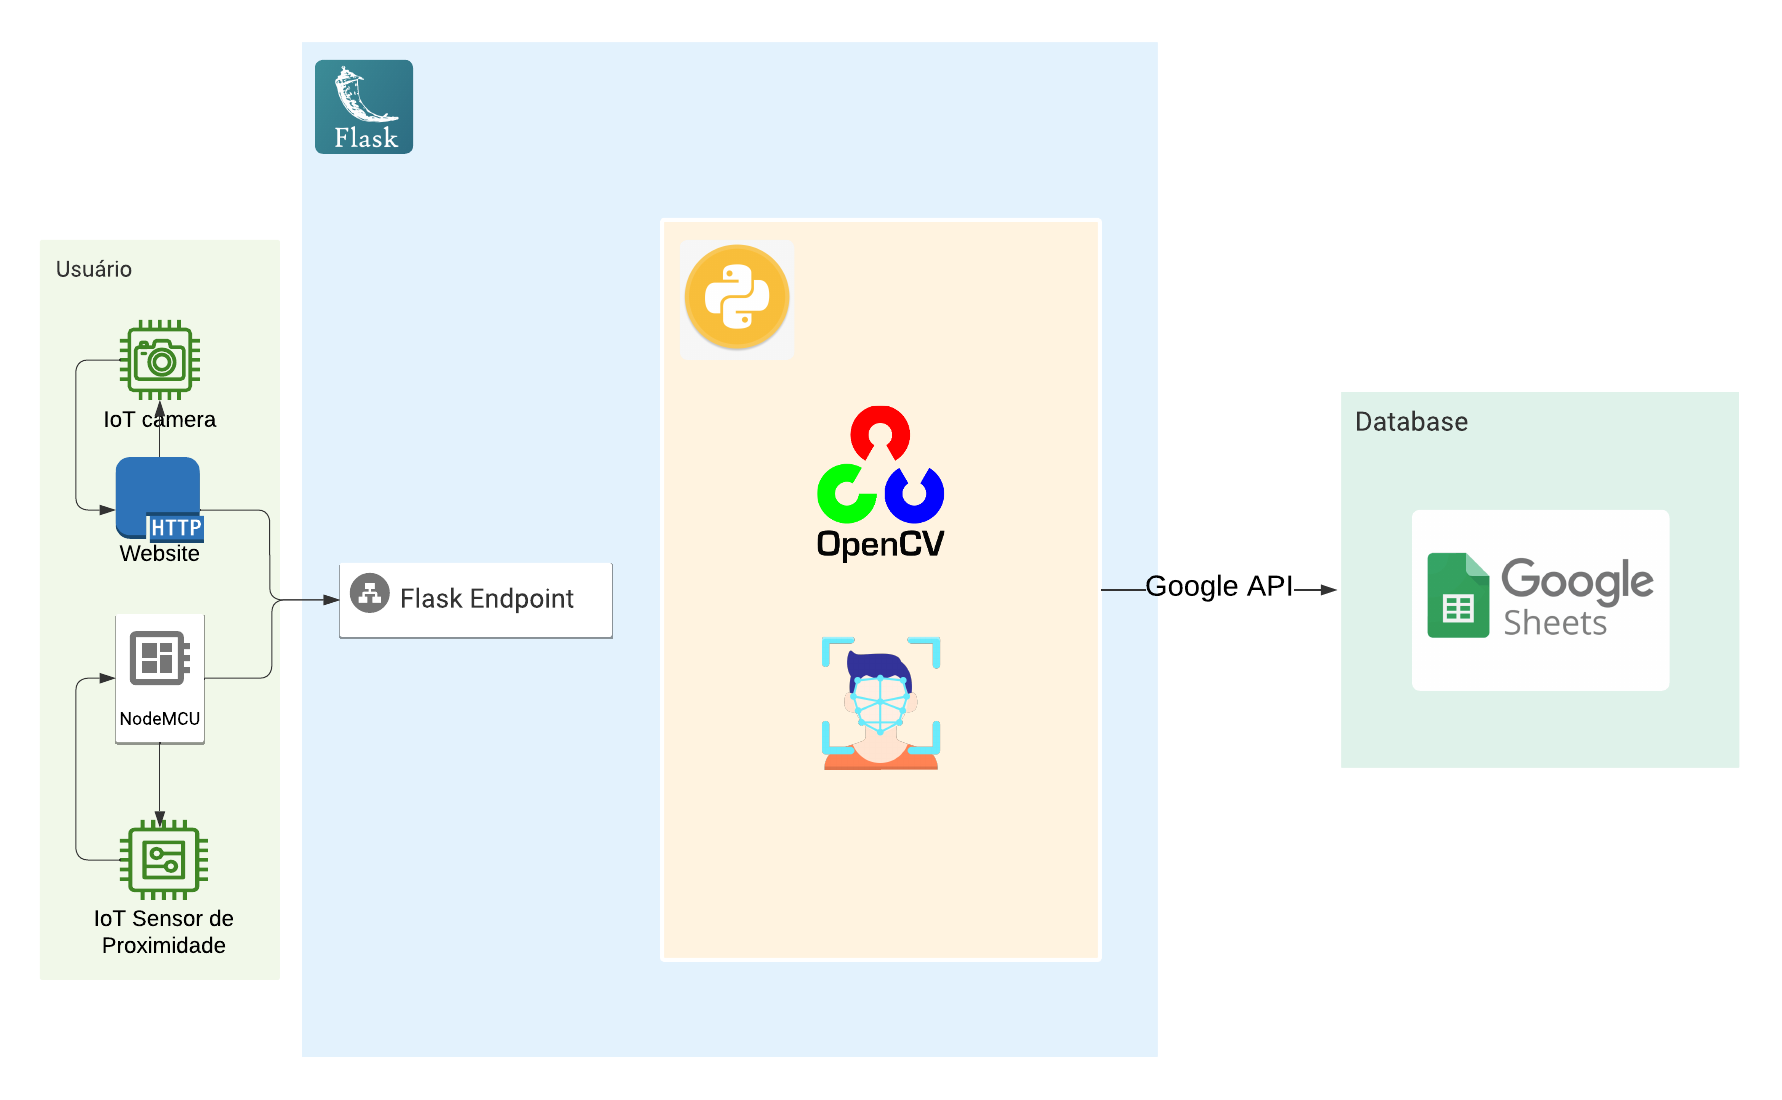 Flask
Usuário
IoT camera
HTTP
Website
NodeMCU
IoT Sensor de
Proximidade
Flask Endpoint
OpenCV
Google API
Database
Google
Sheets